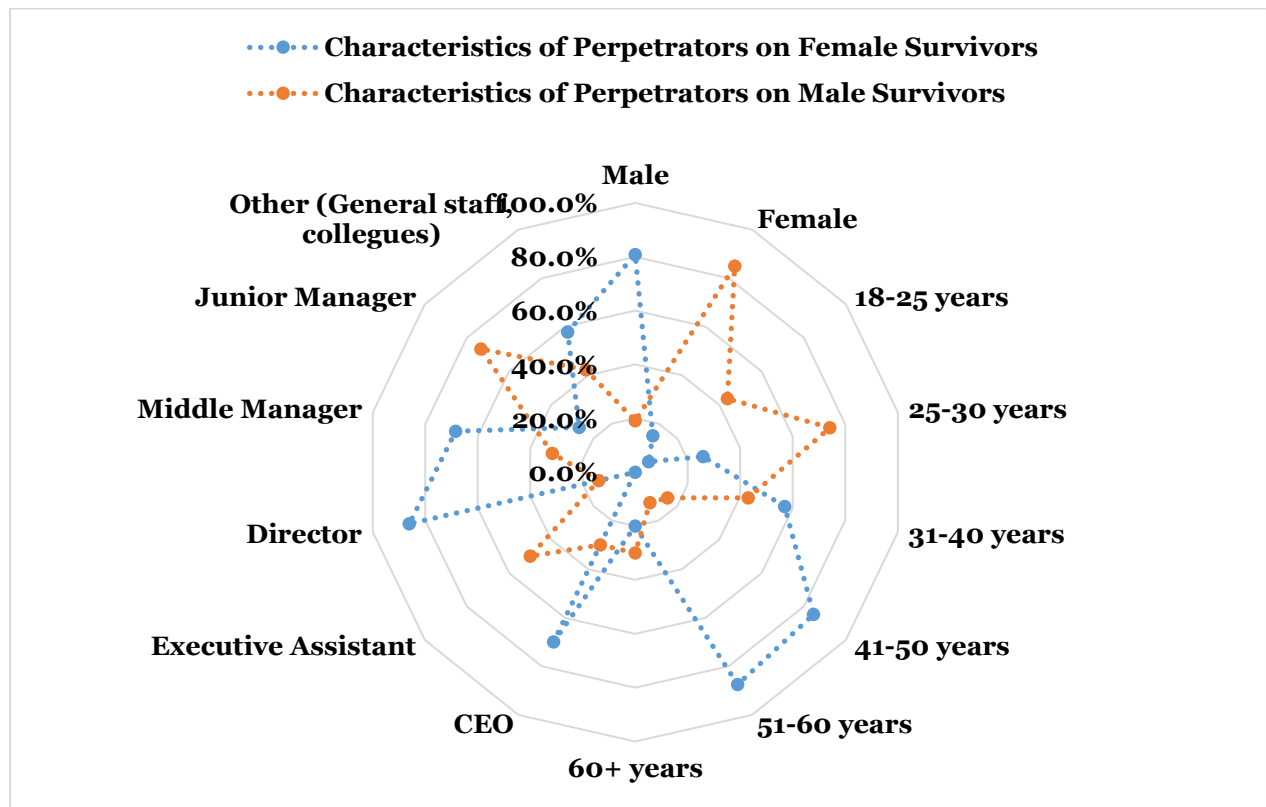 Characteristics of Perpetrators on Female Survivors
Characteristics of Perpetrators on Male Survivors
Male
Female
18-25 years
25-30 years
31-40 years
41-50 years
51-60 years
60+ years
CEO
Executive Assistant
Director
Middle Manager
Junior Manager
Other (General staff,
collegues)
100.0%
80.0%
60.0%
40.0%
20.0%
0.0%